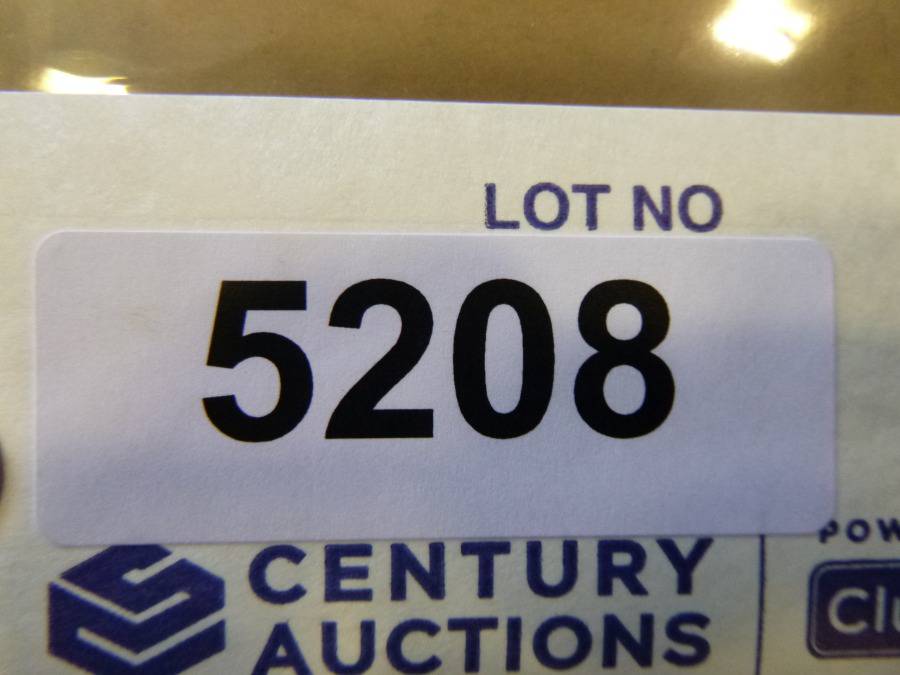 LOT NO
5208
CENTURY
AUCTIONS